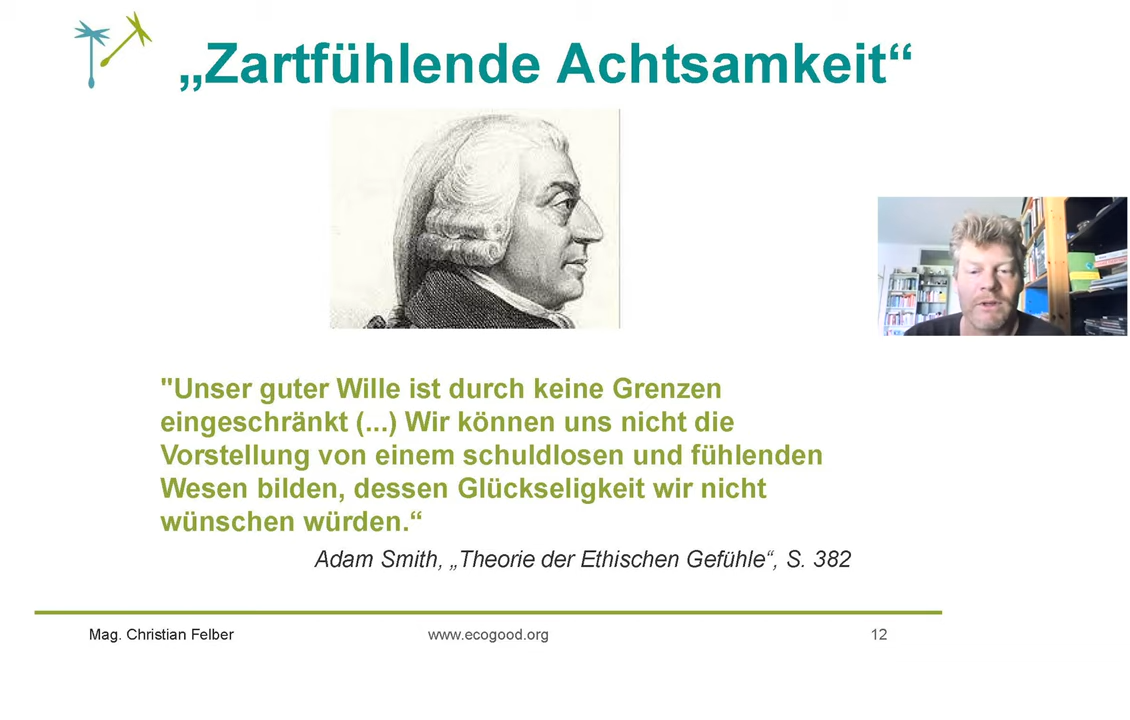 „Zartfühlende Achtsamkeit“
"Unser guter Wille ist durch keine Grenzen
eingeschränkt (...) Wir können uns nicht die
Vorstellung von einem schuldlosen und fühlenden
Wesen bilden, dessen Glückseligkeit wir nicht
wünschen würden.“
Adam Smith, „Theorie der Ethischen Gefühle“, S. 382
Mag. Christian Felber
www.ecogood.org
12